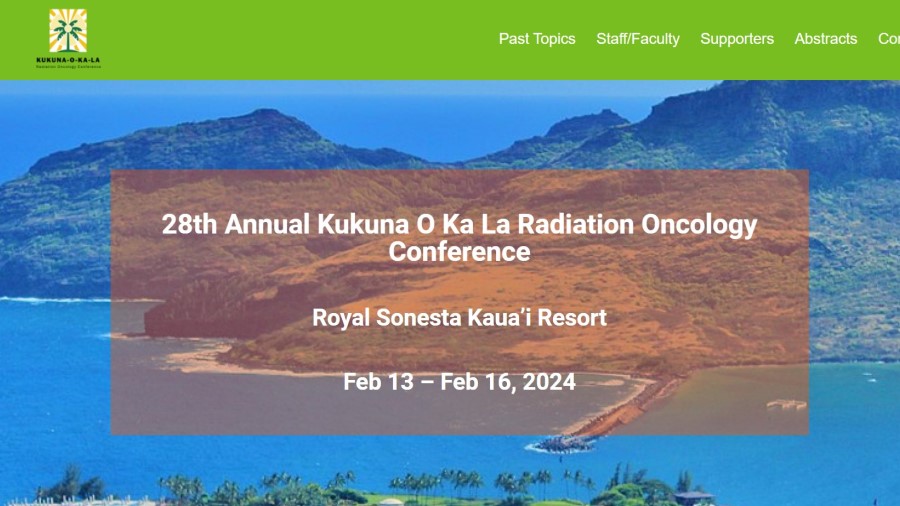 KUKUNA-O-KA-LA
Radiation Oncology Conference
Past Topics Staff/Faculty Supporters Abstracts
28th Annual Kukuna O Ka La Radiation Oncology
Conference
Royal Sonesta Kaua’i Resort
Feb 13 – Feb 16, 2024